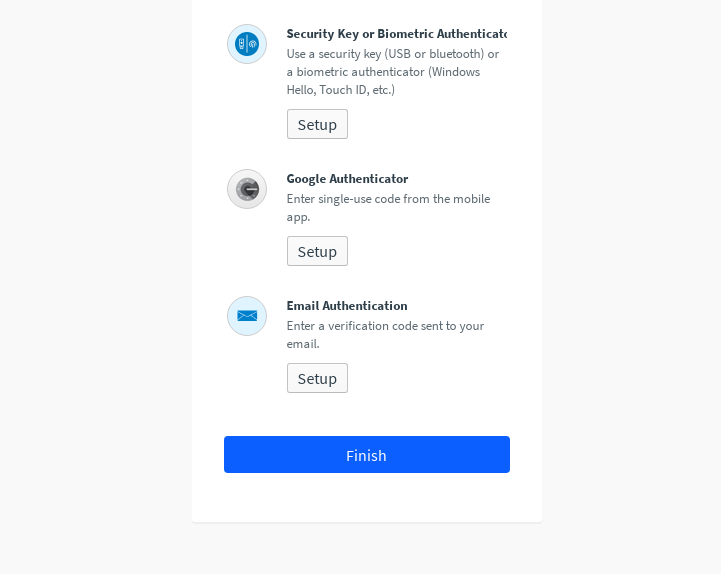 Security Key or Biometric Authenticato
Use a security key (USB or bluetooth) or
a biometric authenticator (Windows
Hello, Touch ID, etc.)
Setup
Google Authenticator
Enter single-use code from the mobile
app.
Setup
Email Authentication
Enter a verification code sent to your
email.
Setup
Finish